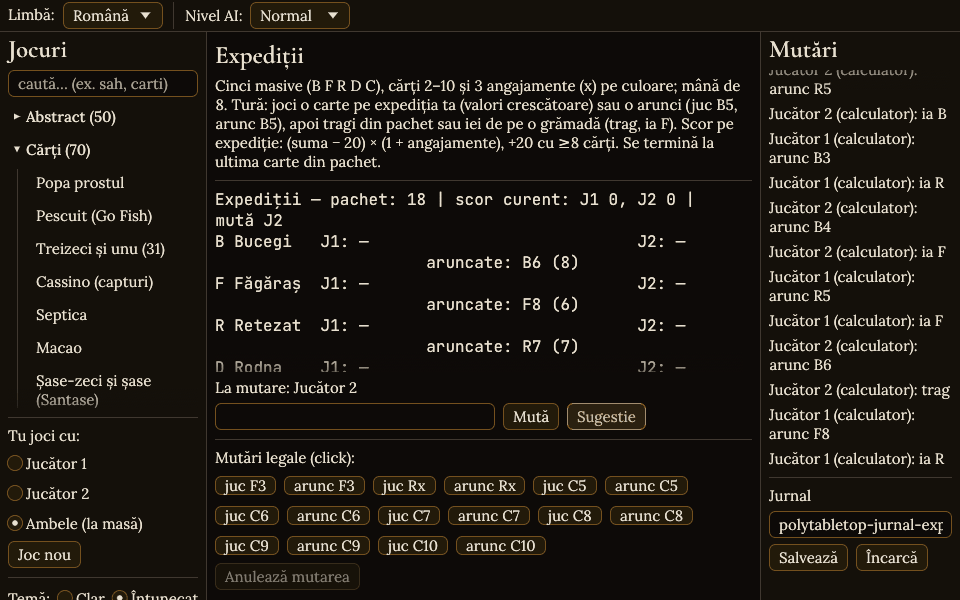 Limbă: Română ▼ Nivel AI: Normal ▼
Jocuri
caută... (ex. sah, carti)
▸ Abstract (50)
▾ Cărți (70)
Popa prostul
Pescuit (Go Fish)
Treizeci și unu (31)
Cassino (capturi)
Septica
Macao
Șase-zeci și șase
(Santase)
Tu joci cu:
Jucător 1
Jucător 2
Ambele (la masă)
Joc nou
Temă: Clar Întunecat
Expediții
Cinci masive (B F R D C), cărți 2–10 și 3 angajamente (x) pe culoare; mână de
8. Tură: joci o carte pe expediția ta (valori crescătoare) sau o arunci (juc B5,
arunc B5), apoi tragi din pachet sau iei de pe o grămadă (trag, ia F). Scor pe
expediție: (suma − 20) × (1 + angajamente), +20 cu ≥8 cărți. Se termină la
ultima carte din pachet.
Expediții — pachet: 18 | scor curent: J1 0, J2 0 |
mută J2
B Bucegi J1: — J2: —
aruncate: B6 (8)
F Făgăraș J1: — J2: —
aruncate: F8 (6)
R Retezat J1: — J2: —
aruncate: R7 (7)
D Rodna J1: — J2: —
La mutare: Jucător 2
Mută Sugestie
Mutări legale (click):
juc F3 arunc F3 juc Rx arunc Rx juc C5 arunc C5
juc C6 arunc C6 juc C7 arunc C7 juc C8 arunc C8
juc C9 arunc C9 juc C10 arunc C10
Anulează mutarea
Mutări
Jucător 2 (calculator):
arunc R5
Jucător 2 (calculator): ia B
Jucător 1 (calculator):
arunc B3
Jucător 1 (calculator): ia R
Jucător 2 (calculator):
arunc B4
Jucător 2 (calculator): ia F
Jucător 1 (calculator):
arunc R5
Jucător 1 (calculator): ia F
Jucător 2 (calculator):
arunc B6
Jucător 2 (calculator): trag
Jucător 1 (calculator):
arunc F8
Jucător 1 (calculator): ia R
Jurnal
polytabletop-jurnal-exp
Salvează Încarcă